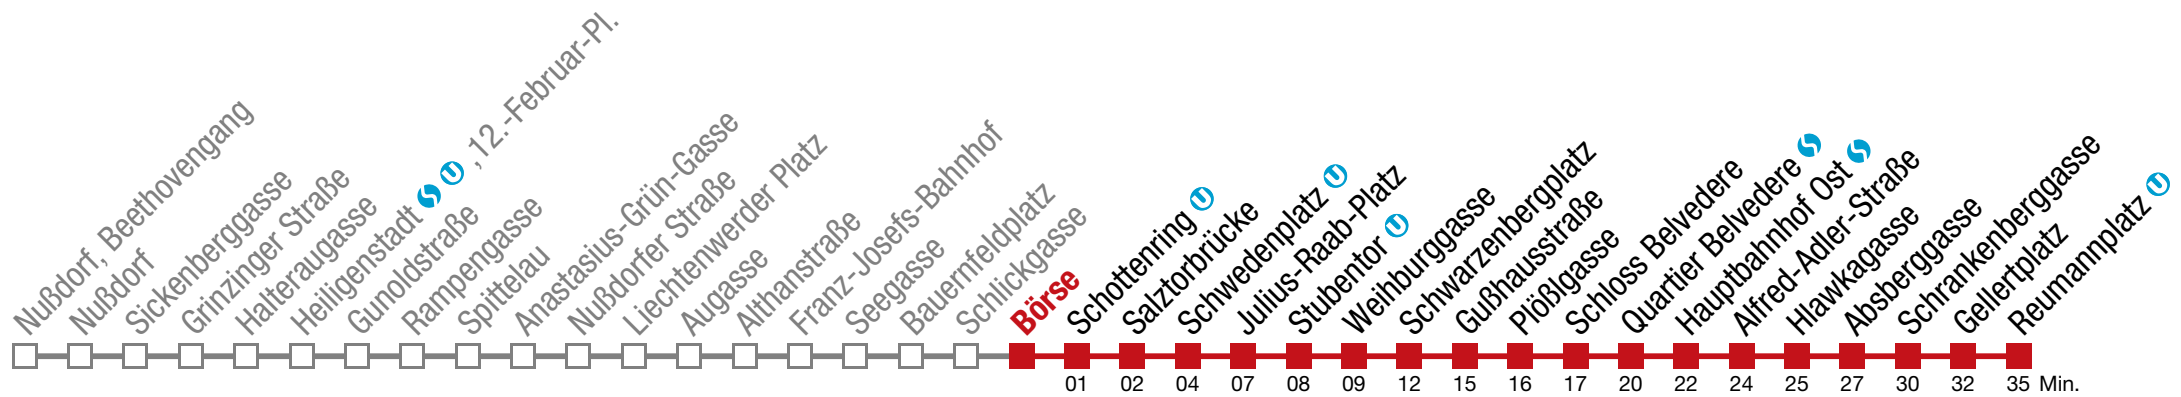 Nußdorf, Beethovengang
Nußdorf
Sickenberggasse
Grinzinger Straße
Halteraugasse
Heiligenstadt S U, 12.-Februar-Pl.
Gunoldstraße
Rampengasse
Spittelau
Anastasius-Grün-Gasse
Nußdorfer Straße
Liechtenwerder Platz
Augasse
Althanstraße
Franz-Josefs-Bahnhof
Seegasse
Bauernfeldplatz
Schlickgasse
Börse
Schottenring U
Salztorbrücke
Schwedenplatz U
Julius-Raab-Platz
Stubentor U
Weihburggasse
Schwarzenbergplatz
Gußhausstraße
Plößlgasse
Schloss Belvedere
Quartier Belvedere S
Hauptbahnhof Ost S
Alfred-Adler-Straße
Hlawkagasse
Absberggasse
Schrankenberggasse
Gellertplatz
Reumannplatz U
01 02 04 07 08 09 12 15 16 17 20 22 24 25 27 30 32 35 Min.